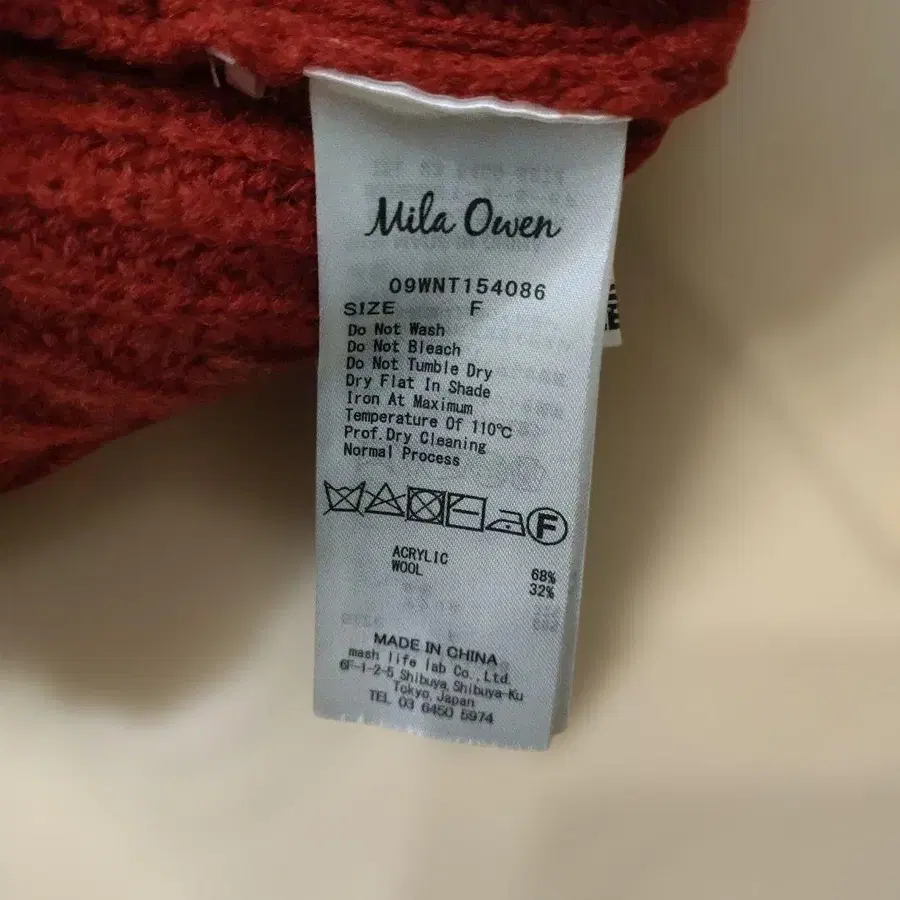 Mila Owen
09WNT154086
SIZE F
Do Not Wash
Do Not Bleach
Do Not Tumble Dry
Dry Flat In Shade
Iron At Maximum
Temperature Of 110℃
Prof.Dry Cleaning
Normal Process
F
ACRYLIC 68%
WOOL 32%
MADE IN CHINA
mash life lab Co.,Ltd.
6F-1-2-5 Shibuya,Shibuya-Ku
Tokyo,Japan
TEL 03 6450 5974